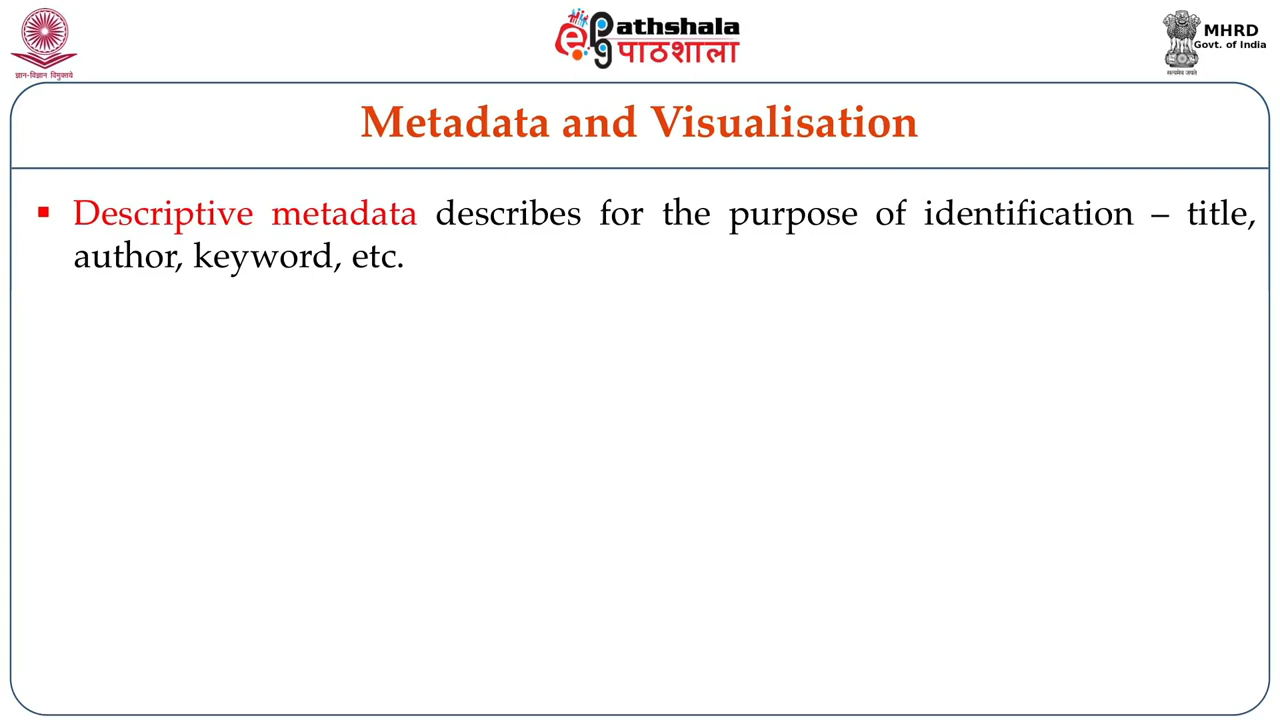 ज्ञान-विज्ञान विमुक्तये
ePG Pathshala
पाठशाला
MHRD
Govt. of India
सत्यमेव जयते
Metadata and Visualisation
▪ Descriptive metadata describes for the purpose of identification – title,
author, keyword, etc.